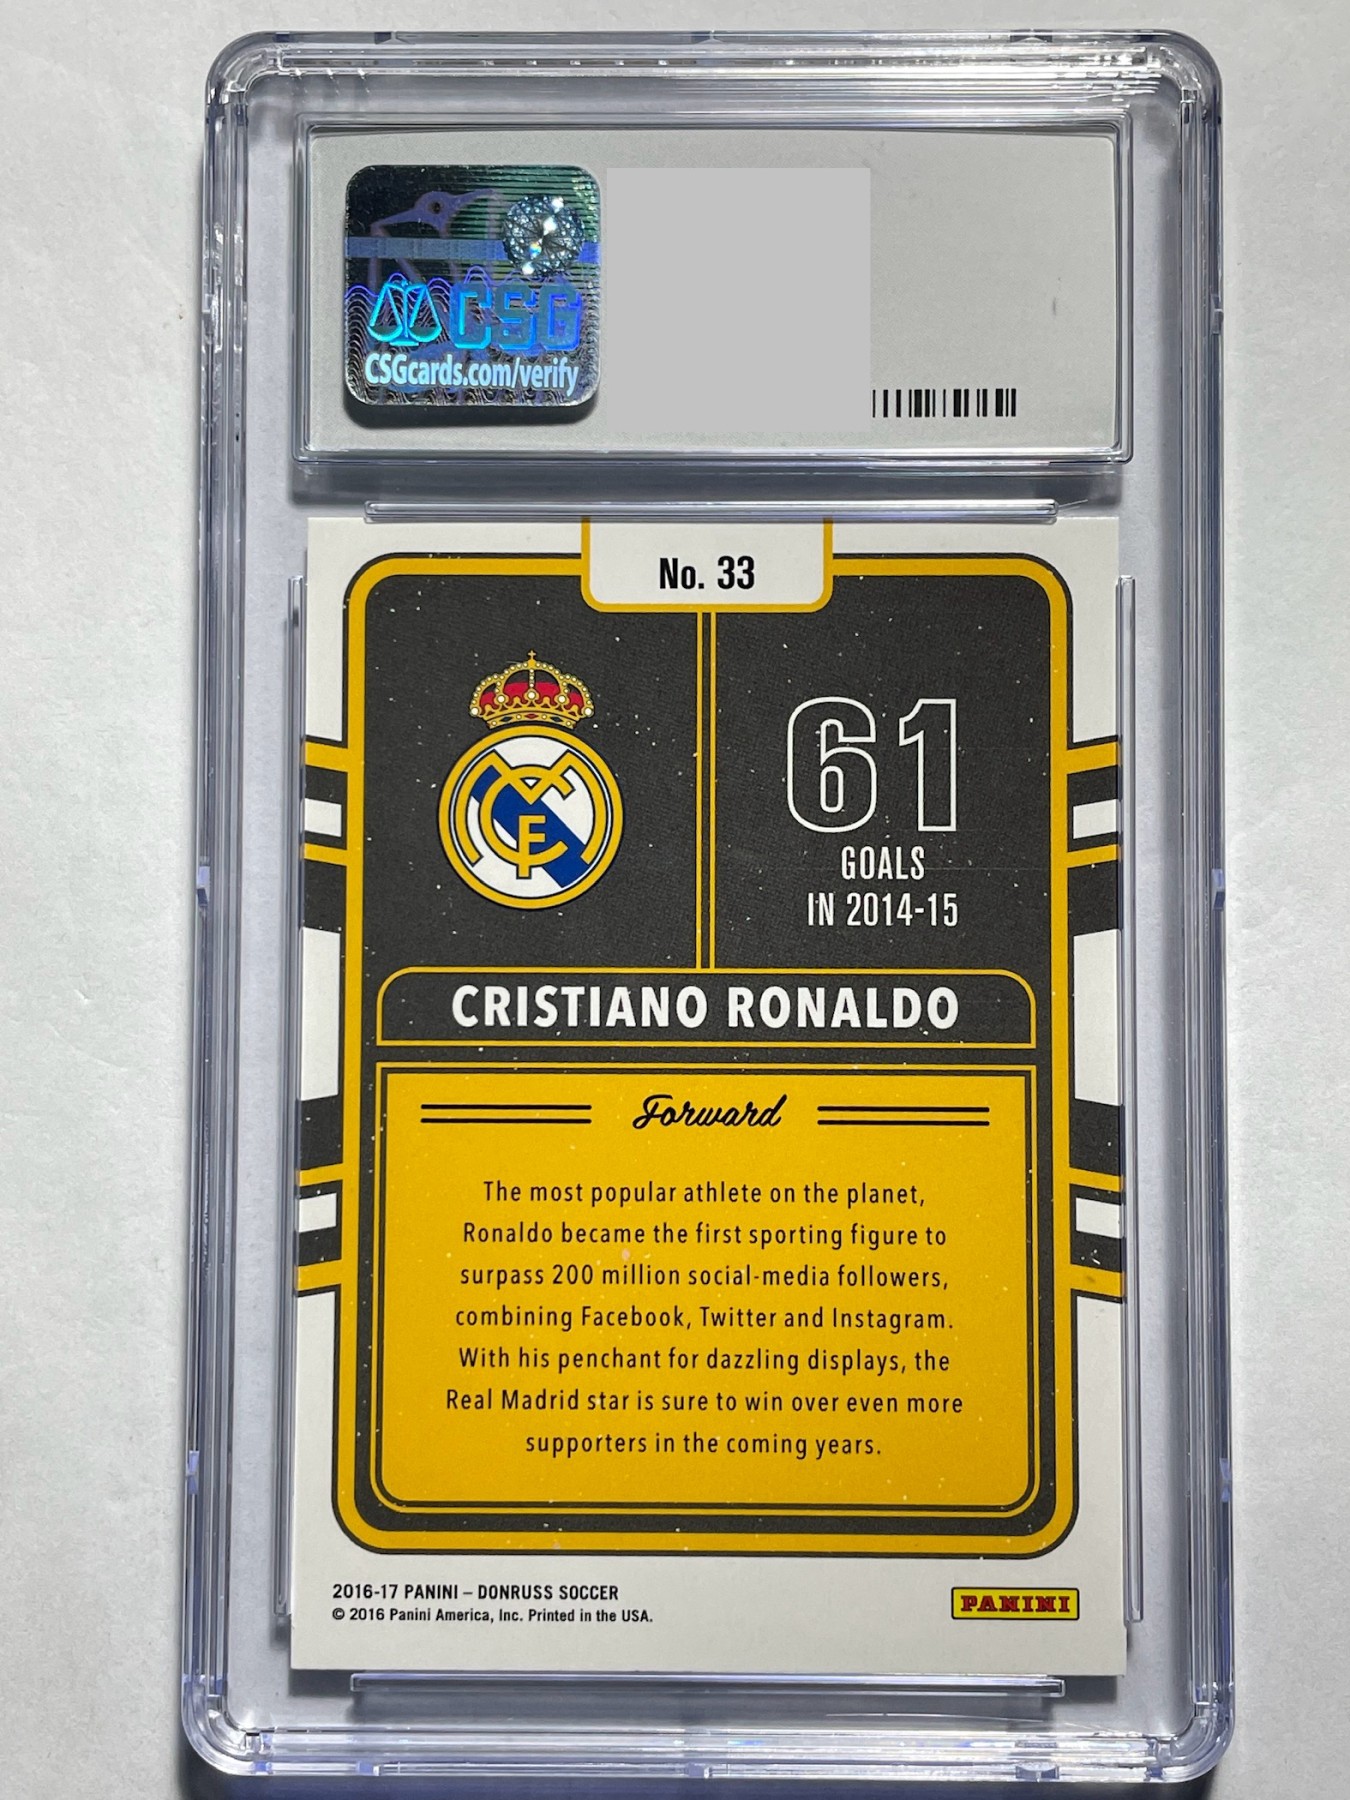 CSG
CSGcards.com/verify
No. 33
61
GOALS
IN 2014-15
CRISTIANO RONALDO
Forward
The most popular athlete on the planet,
Ronaldo became the first sporting figure to
surpass 200 million social-media followers,
combining Facebook, Twitter and Instagram.
With his penchant for dazzling displays, the
Real Madrid star is sure to win over even more
supporters in the coming years.
2016-17 PANINI – DONRUSS SOCCER
© 2016 Panini America, Inc. Printed in the USA.
PANINI